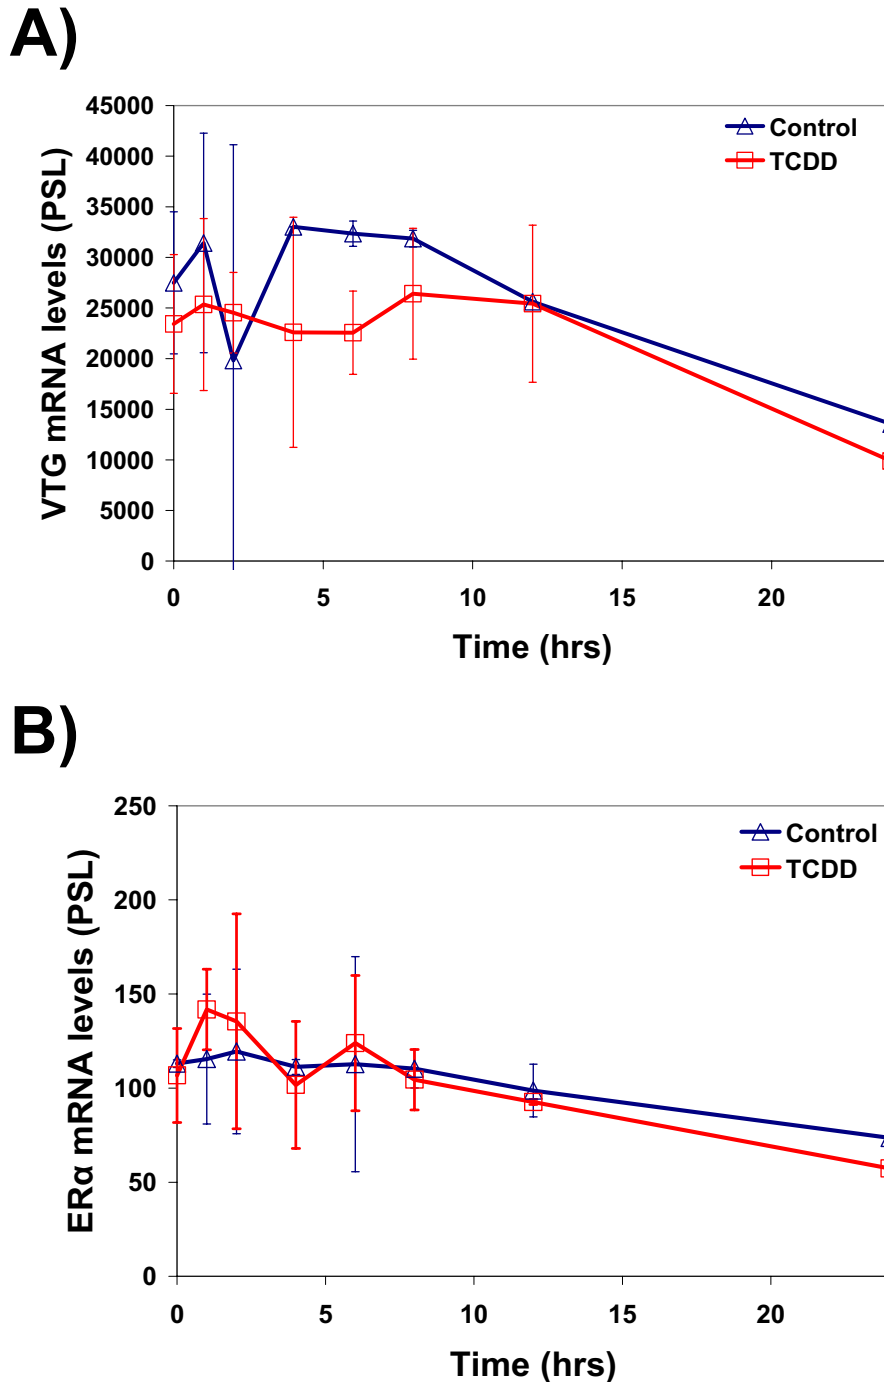 A)
45000
40000
35000
30000
25000
20000
15000
10000
5000
0
VTG mRNA levels (PSL)
Control
TCDD
0 5 10 15 20
Time (hrs)
B)
250
200
150
100
50
0
ERα mRNA levels (PSL)
Control
TCDD
0 5 10 15 20
Time (hrs)